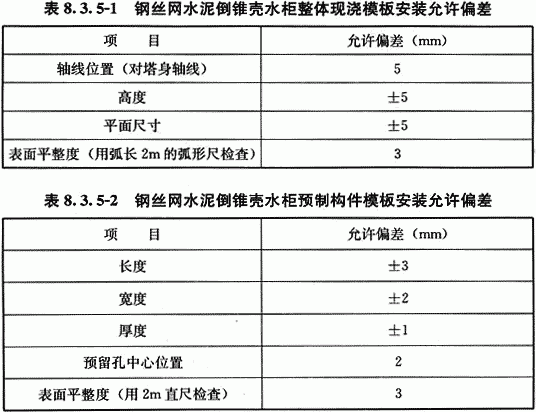 表 8.3.5-1 钢丝网水泥倒锥壳水柜整体现浇模板安装允许偏差
项 目 允许偏差（mm）
轴线位置（对塔身轴线） 5
高度 ±5
平面尺寸 ±5
表面平整度（用弧长 2m 的弧形尺检查） 3
表 8.3.5-2 钢丝网水泥倒锥壳水柜预制构件模板安装允许偏差
项 目 允许偏差（mm）
长度 ±3
宽度 ±2
厚度 ±1
预留孔中心位置 2
表面平整度（用 2m 直尺检查） 3